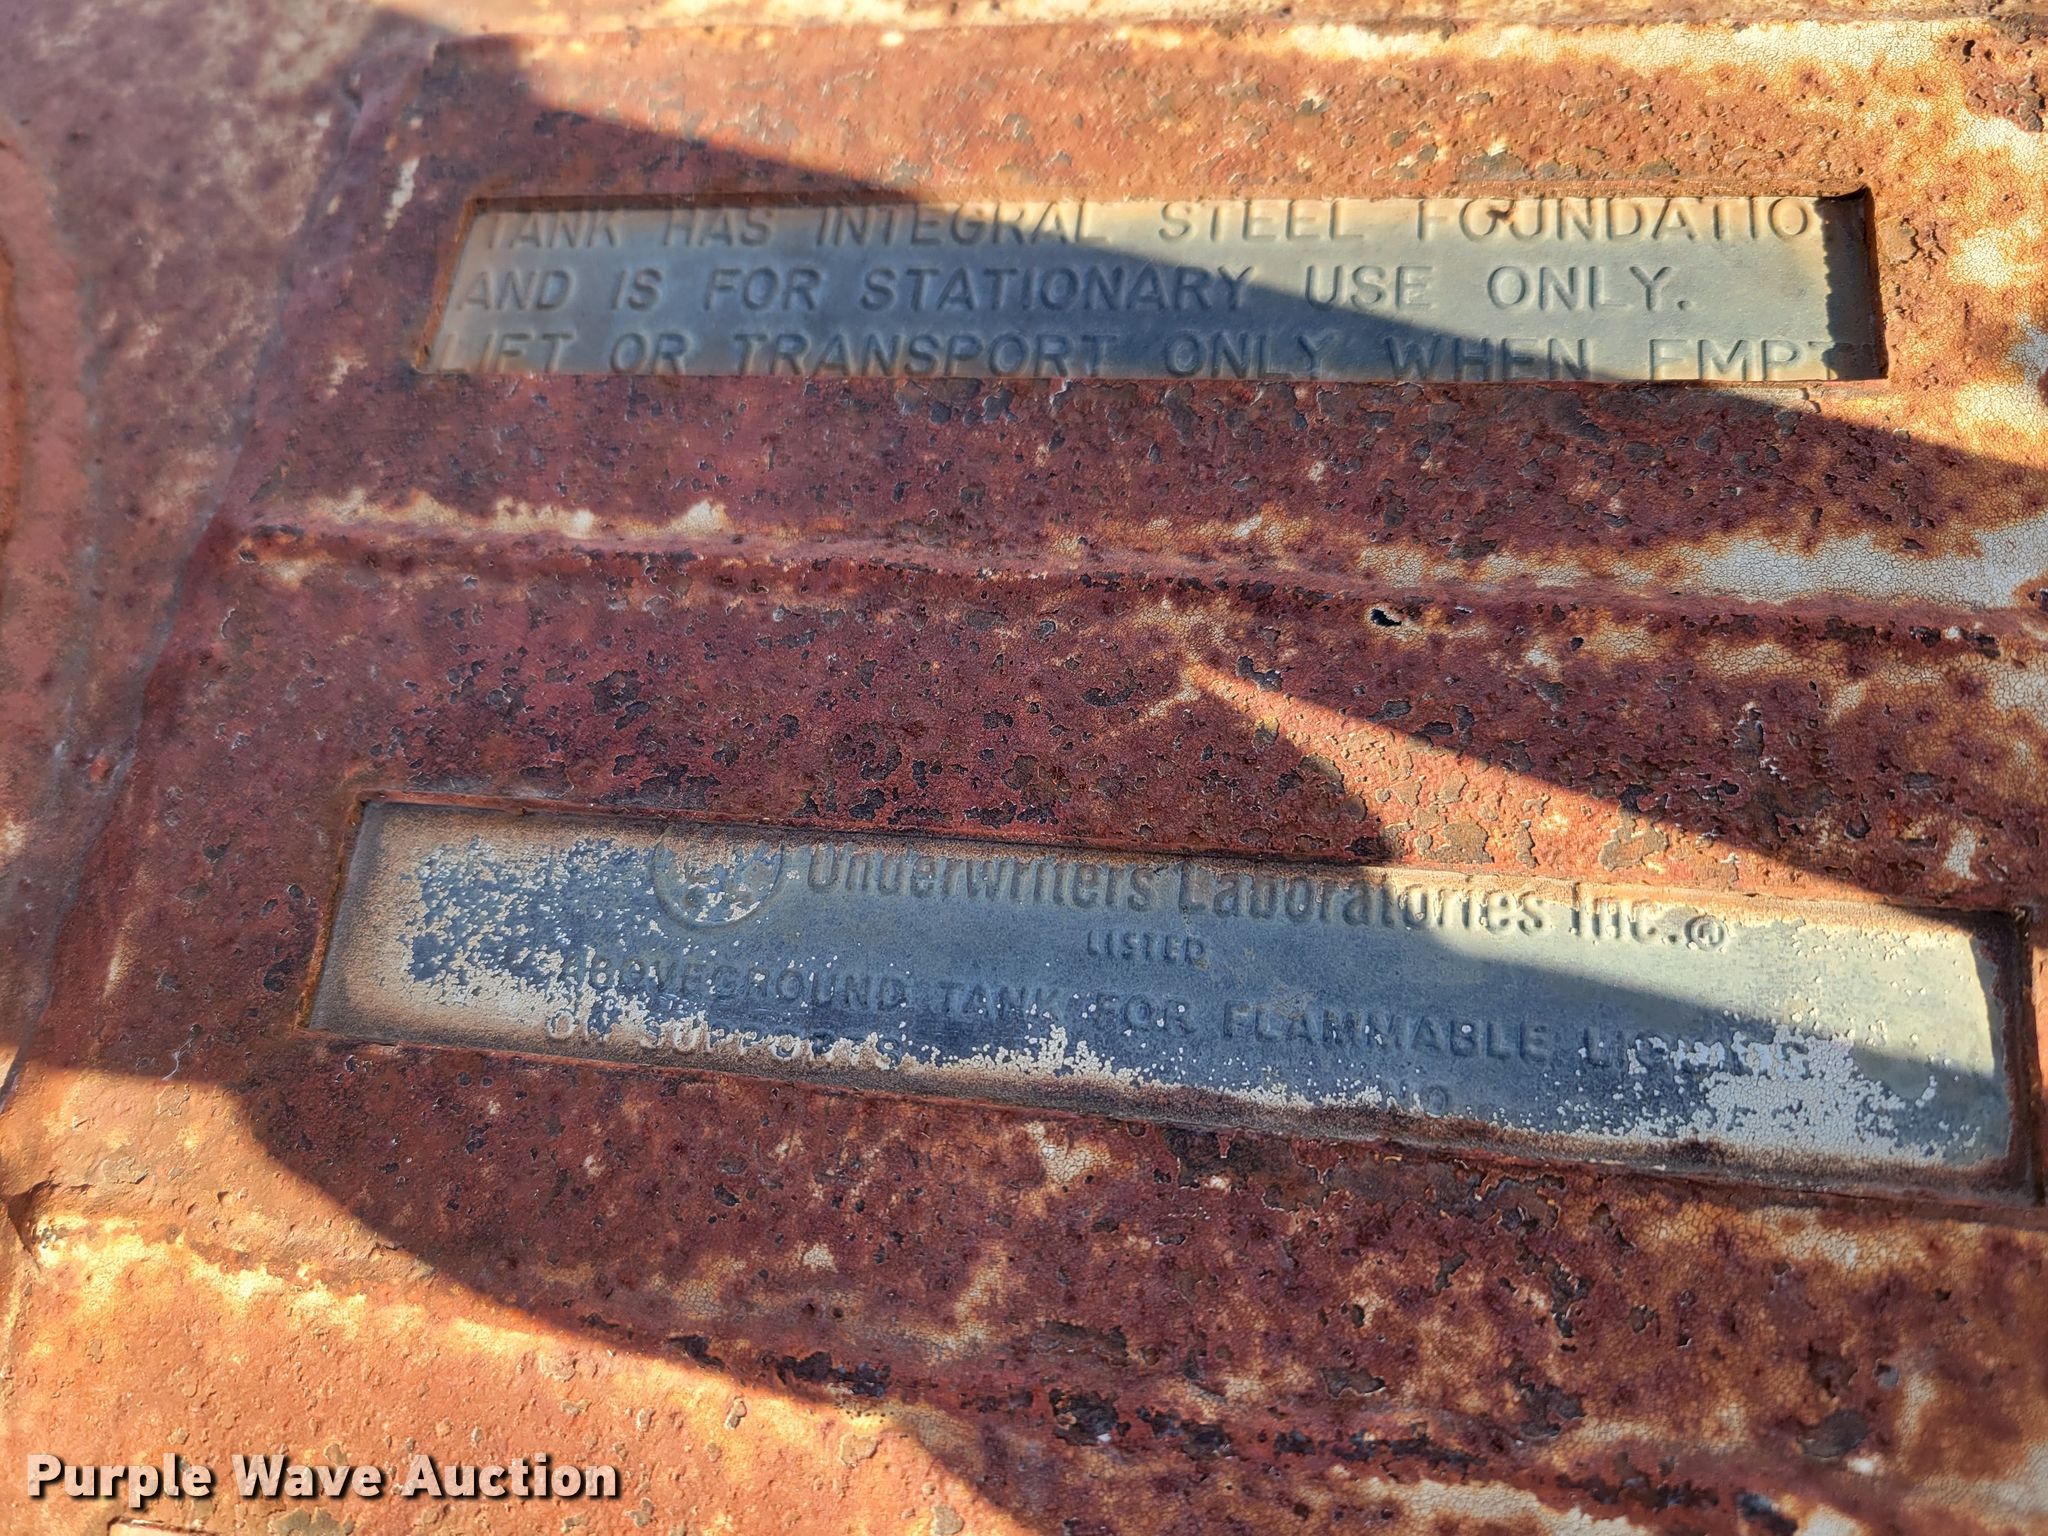 TANK HAS INTEGRAL STEEL FOUNDATIO
AND IS FOR STATIONARY USE ONLY.
LIFT OR TRANSPORT ONLY WHEN EMPT
Underwriters Laboratories Inc.®
LISTED
ABOVEGROUND TANK FOR FLAMMABLE LIQUIDS
ON SUPPORTS
NO
Purple Wave Auction